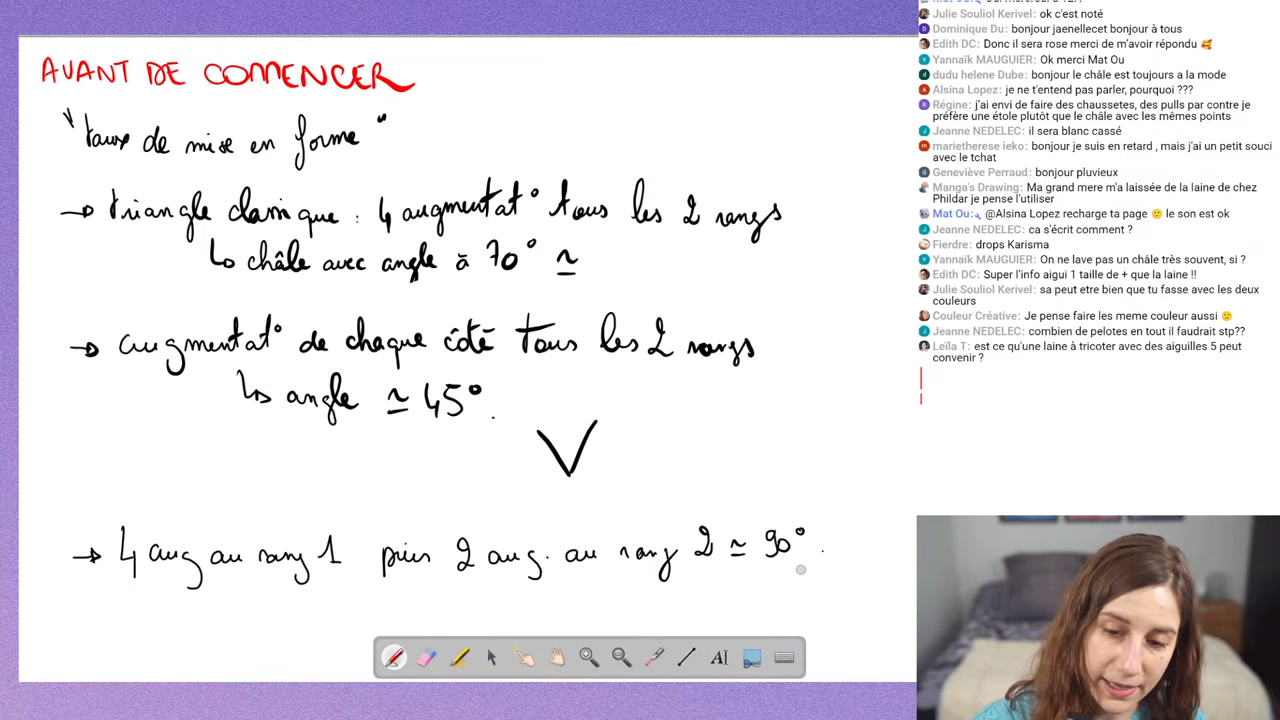 AVANT DE COMENCER
"taux de mise en forme"
→ triangle classique : 4 augmentat° tous les 2 rangs
↳ châle avec angle à 70° ≃
→ augmentat° de chaque côté tous les 2 rangs
↳ angle ≃ 45°.
→ 4 aug au rang 1 puis 2 aug. au rang 2 ≃ 90°.
AI
Julie Souliol Kerivel: ok c'est noté
Dominique Du: bonjour jaenellecet bonjour à tous
Edith DC: Donc il sera rose merci de m'avoir répondu 🥰
Yannaïk MAUGUIER: Ok merci Mat Ou
dudu helene Dube: bonjour le châle est toujours a la mode
Alsina Lopez: je ne t'entend pas parler, pourquoi ???
Régine: j'ai envi de faire des chaussetes, des pulls par contre je
préfère une étole plutôt que le châle avec les mêmes points
Jeanne NEDELEC: il sera blanc cassé
marietherese ieko: bonjour je suis en retard , mais j'ai un petit souci
avec le tchat
Geneviève Perraud: bonjour pluvieux
Manga's Drawing: Ma grand mere m'a laissée de la laine de chez
Phildar je pense l'utiliser
Mat Ou: @Alsina Lopez recharge ta page 🙂 le son est ok
Jeanne NEDELEC: ca s'écrit comment ?
Fierdre: drops Karisma
Yannaïk MAUGUIER: On ne lave pas un châle très souvent, si ?
Edith DC: Super l'info aigui 1 taille de + que la laine !!
Julie Souliol Kerivel: sa peut etre bien que tu fasse avec les deux
couleurs
Couleur Créative: Je pense faire les meme couleur aussi 🙂
Jeanne NEDELEC: combien de pelotes en tout il faudrait stp??
Leïla T: est ce qu'une laine à tricoter avec des aiguilles 5 peut
convenir ?